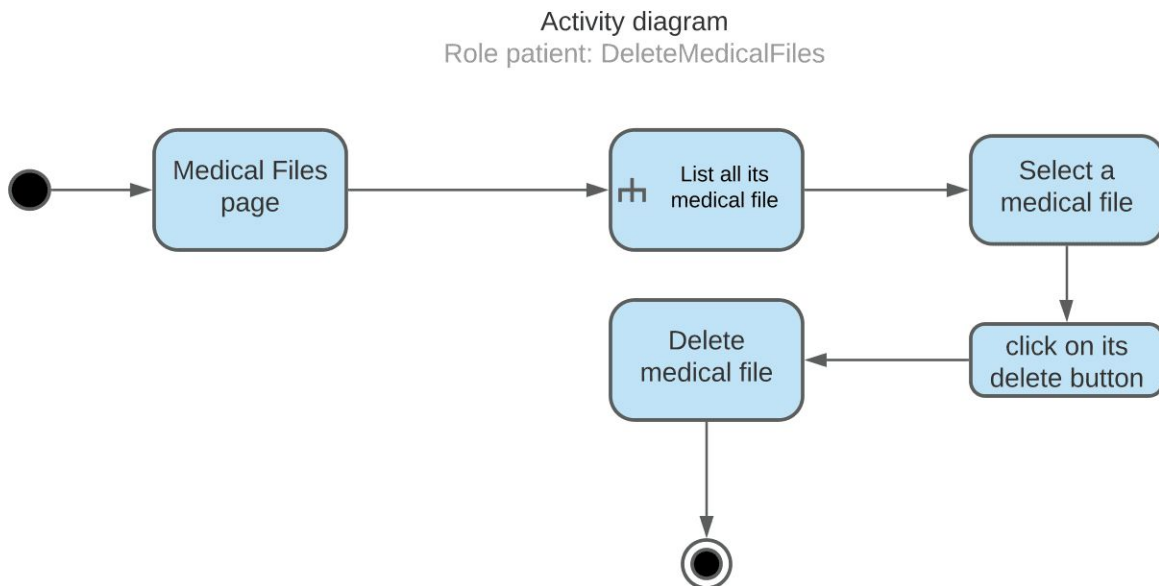 Activity diagram
Role patient: DeleteMedicalFiles
Medical Files
page
List all its
medical file
Select a
medical file
click on its
delete button
Delete
medical file